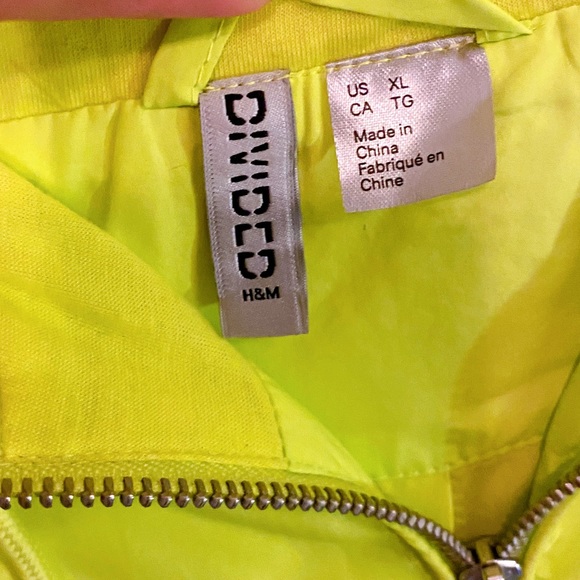 DIVIDED
H&M
US XL
CA TG
Made in
China
Fabriqué en
Chine